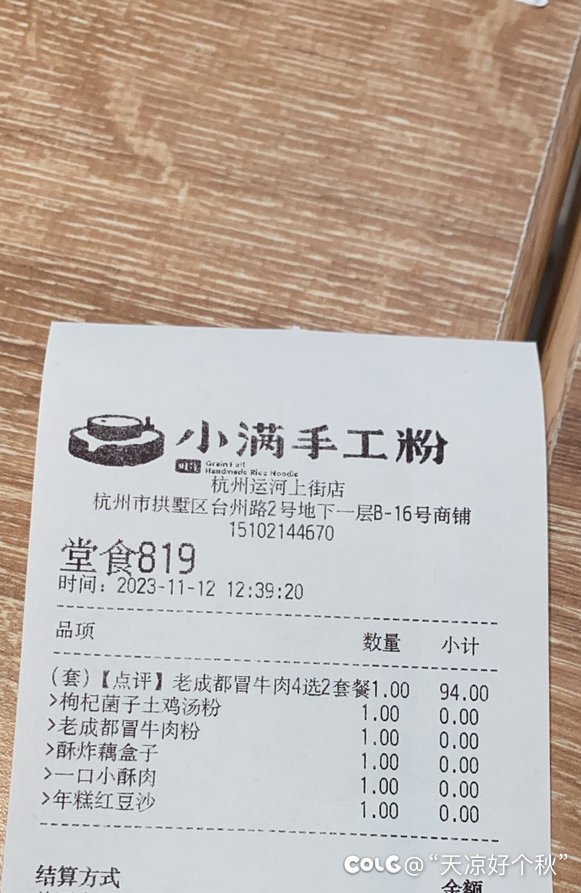 小满手工粉
Grain Full
Handmade Rice Noodle
杭州运河上街店
杭州市拱墅区台州路2号地下一层B-16号商铺
15102144670
堂食819
时间：2023-11-12 12:39:20
品项 数量 小计
(套)【点评】老成都冒牛肉4选2套餐1.00 94.00
>枸杞菌子土鸡汤粉 1.00 0.00
>老成都冒牛肉粉 1.00 0.00
>酥炸藕盒子 1.00 0.00
>一口小酥肉 1.00 0.00
>年糕红豆沙 1.00 0.00
结算方式 金额
COLG @“天凉好个秋”